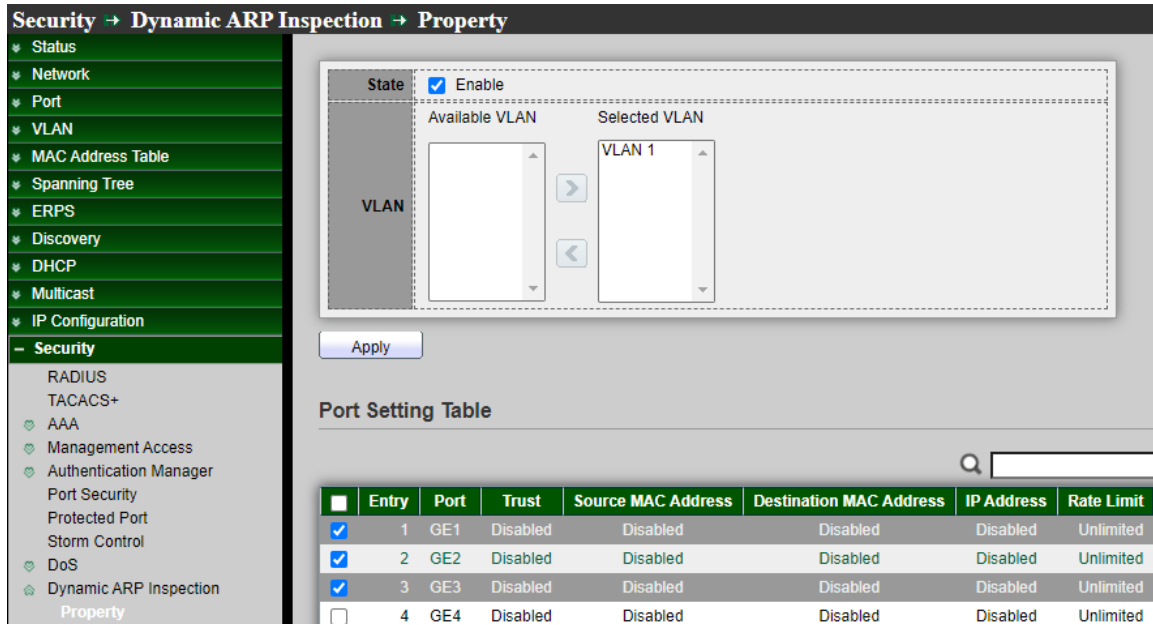 Security → Dynamic ARP Inspection → Property
Status
Network
Port
VLAN
MAC Address Table
Spanning Tree
ERPS
Discovery
DHCP
Multicast
IP Configuration
Security
RADIUS
TACACS+
AAA
Management Access
Authentication Manager
Port Security
Protected Port
Storm Control
DoS
Dynamic ARP Inspection
Property
State Enable
Available VLAN Selected VLAN
VLAN 1
VLAN
Apply
Port Setting Table
Entry Port Trust Source MAC Address Destination MAC Address IP Address Rate Limit
1 GE1 Disabled Disabled Disabled Disabled Unlimited
2 GE2 Disabled Disabled Disabled Disabled Unlimited
3 GE3 Disabled Disabled Disabled Disabled Unlimited
4 GE4 Disabled Disabled Disabled Disabled Unlimited